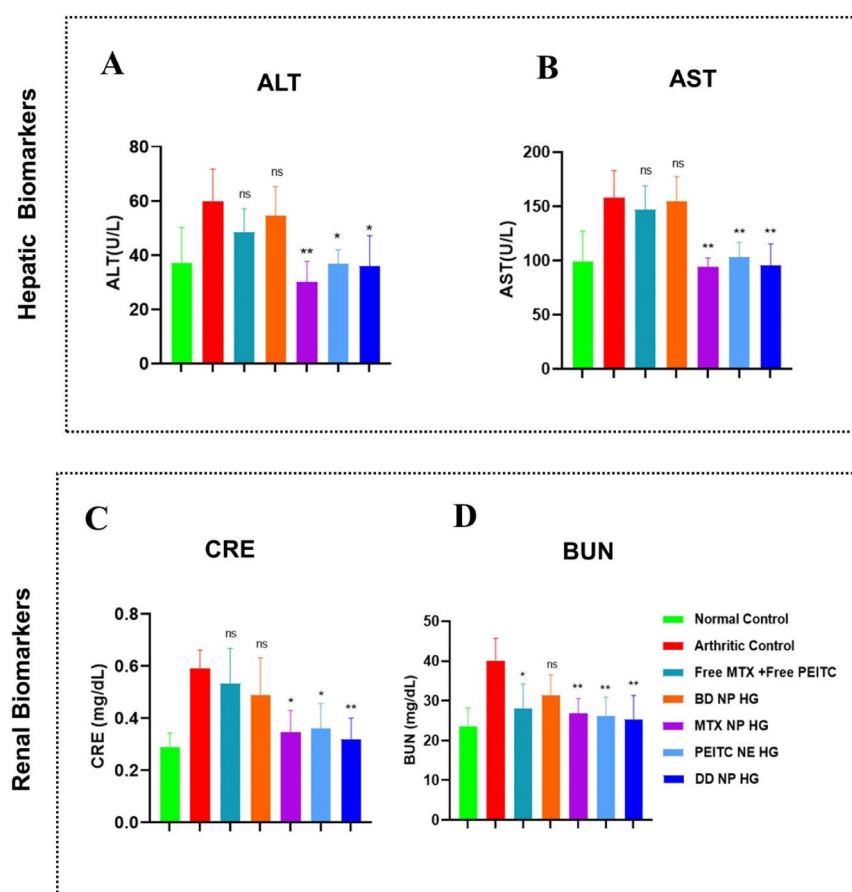 Hepatic Biomarkers
A
ALT
ALT(U/L)
80
60
40
20
0
ns
ns
**
*
*
B
AST
AST(U/L)
200
150
100
50
0
ns
ns
**
**
**
Renal Biomarkers
C
CRE
CRE (mg/dL)
0.8
0.6
0.4
0.2
0.0
ns
ns
*
*
**
D
BUN
BUN (mg/dL)
50
40
30
20
10
0
*
ns
**
**
**
Normal Control
Arthritic Control
Free MTX +Free PEITC
BD NP HG
MTX NP HG
PEITC NE HG
DD NP HG